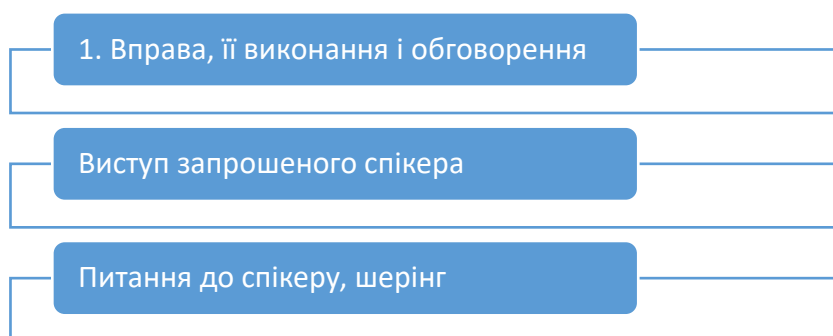 1. Вправа, її виконання і обговорення
Виступ запрошеного спікера
Питання до спікеру, шерінг